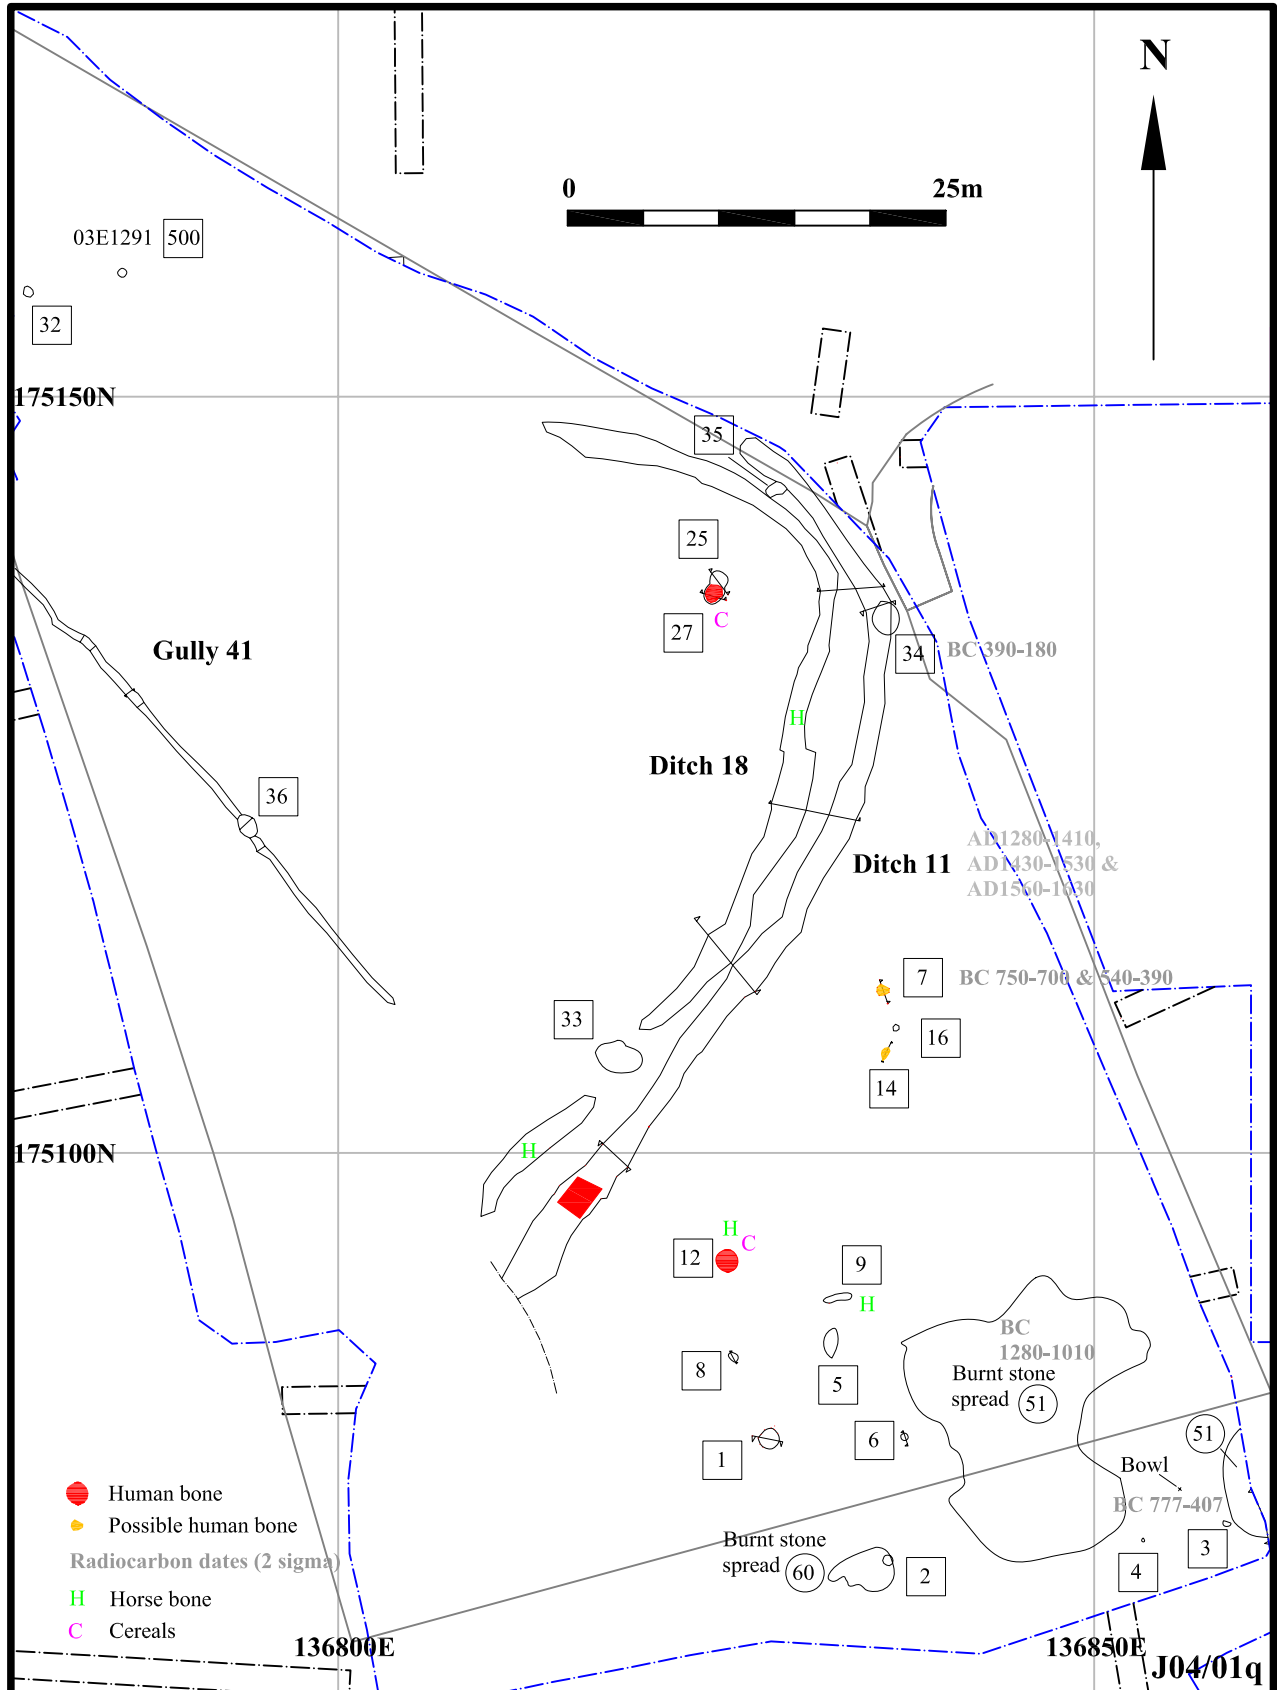 N
0 25m
03E1291 500
32
175150N
35
25
C
27
Gully 41
34 BC 390-180
H
Ditch 18
36
AD1280-1410,
Ditch 11 AD1430-1530 &
AD1560-1630
7 BC 750-700 & 540-390
33
16
14
175100N
H
H
C
12
9
H
BC
1280-1010
8
5
Burnt stone
spread 51
6
51
1
Bowl
BC 777-407
Human bone
Possible human bone
Radiocarbon dates (2 sigma)
H Horse bone
C Cereals
Burnt stone
spread 60
2
4
3
136800E
136850E
J04/01q